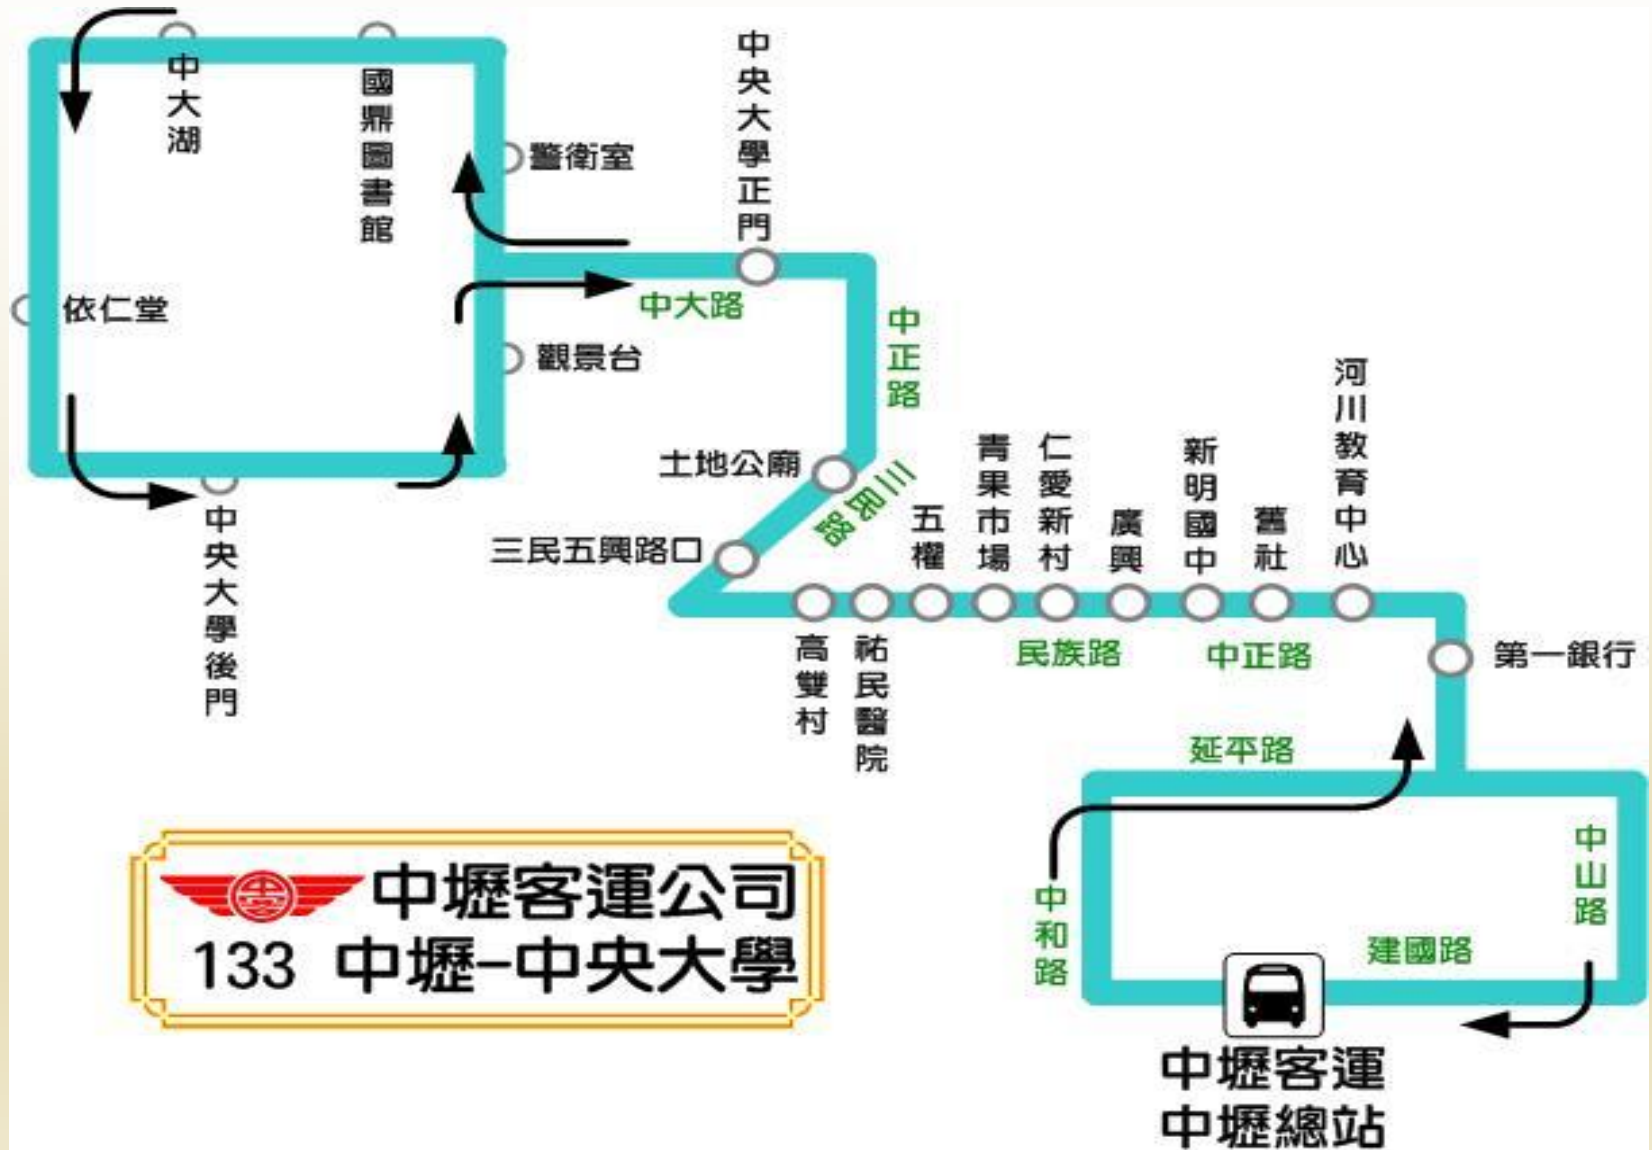 中大湖
國鼎圖書館
警衛室
中央大學正門
依仁堂
觀景台
中大路
中正路
中央大學後門
土地公廟
三民路
三民五興路口
高雙村
祐民醫院
五權
青果市場
仁愛新村
廣興
新明國中
舊社
河川教育中心
民族路
中正路
第一銀行
延平路
中山路
中和路
建國路
中壢客運
中壢總站
中壢客運公司
133 中壢-中央大學